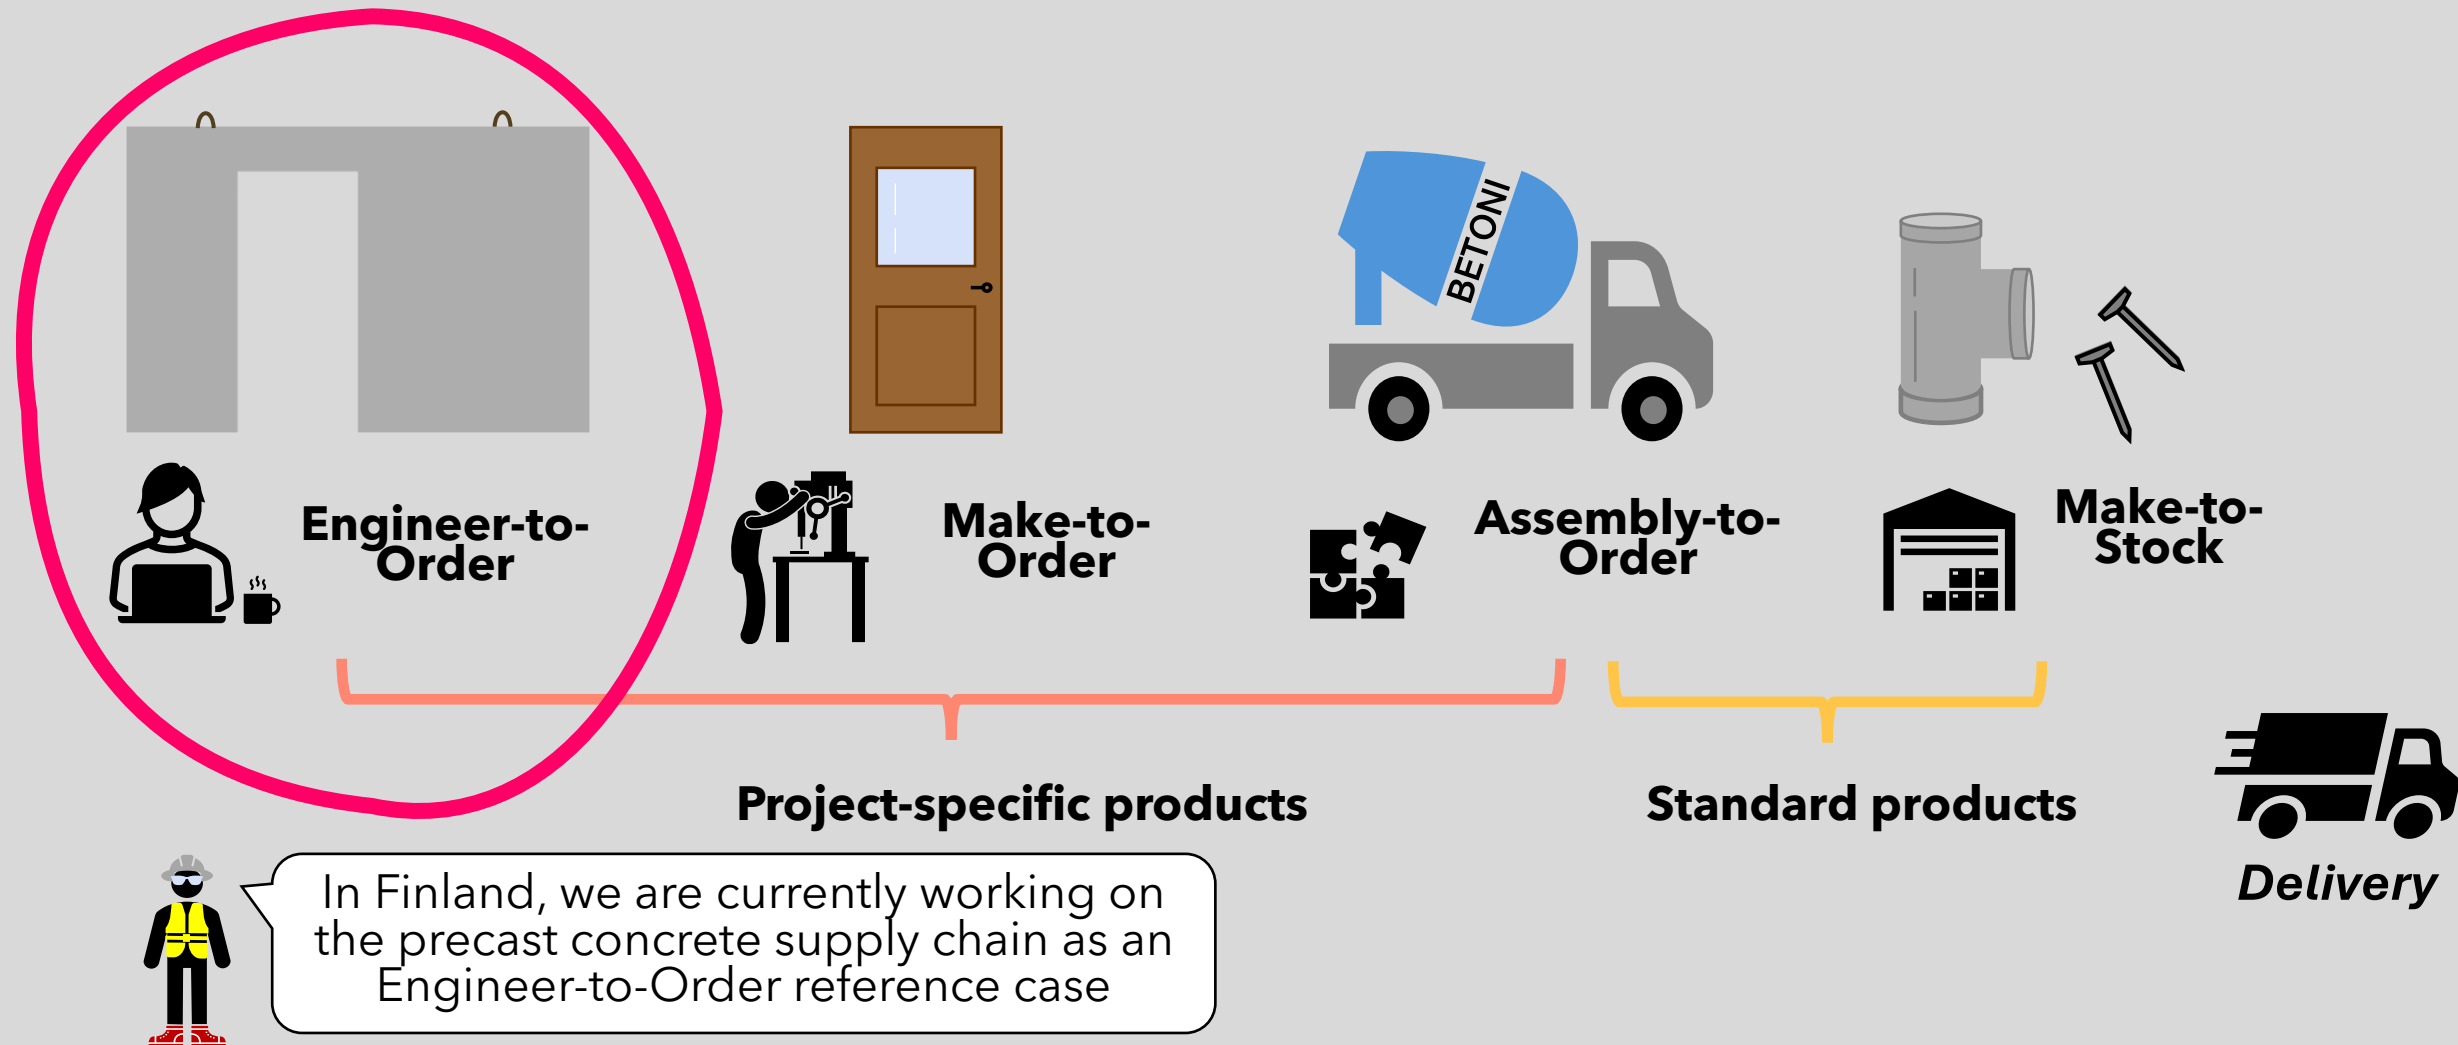 BETONI
Engineer-to-
Order
Make-to-
Order
Assembly-to-
Order
Make-to-
Stock
Project-specific products
Standard products
Delivery
In Finland, we are currently working on
the precast concrete supply chain as an
Engineer-to-Order reference case